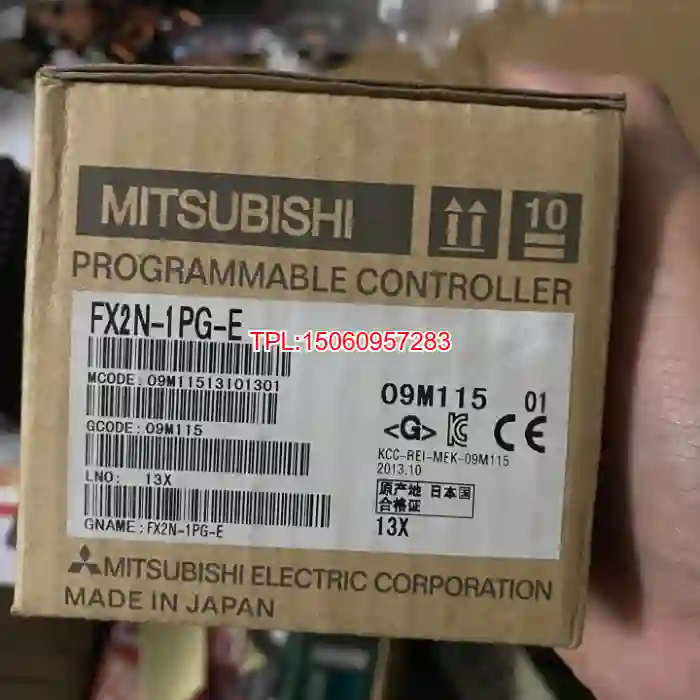 MITSUBISHI
10
PROGRAMMABLE CONTROLLER
FX2N-1PG-E
TPL:15060957283
MCODE: 09M11513101301
GCODE: 09M115
LNO: 13X
GNAME: FX2N-1PG-E
09M115 01
<G> CE
KCC-REI-MEK-09M115
2013.10
原产地 日本国
合格证
13X
MITSUBISHI ELECTRIC CORPORATION
MADE IN JAPAN